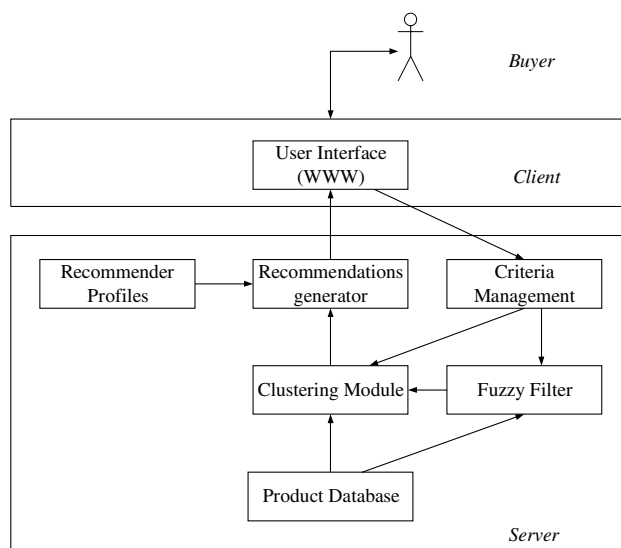 Buyer
User Interface
(WWW)
Client
Recommender
Profiles
Recommendations
generator
Criteria
Management
Clustering Module
Fuzzy Filter
Product Database
Server